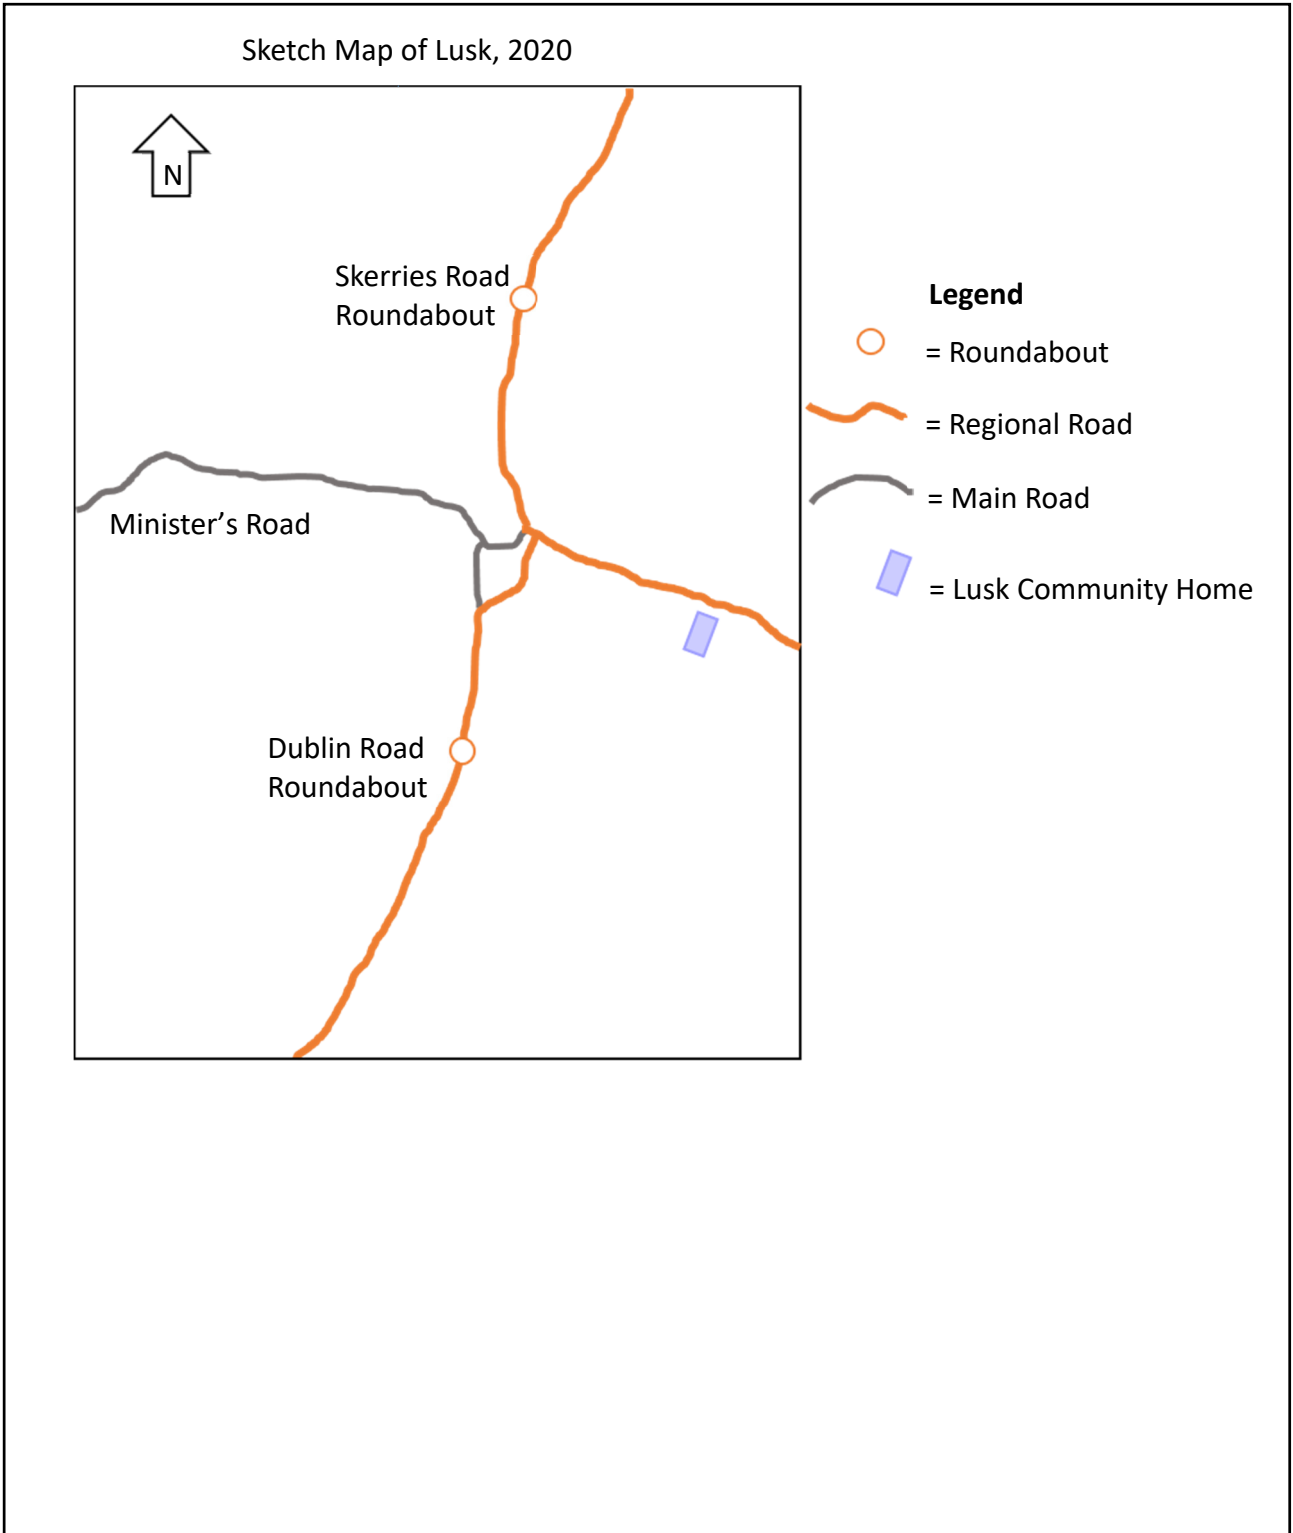 Sketch Map of Lusk, 2020
N
Skerries Road
Roundabout
Minister’s Road
Dublin Road
Roundabout
Legend
= Roundabout
= Regional Road
= Main Road
= Lusk Community Home